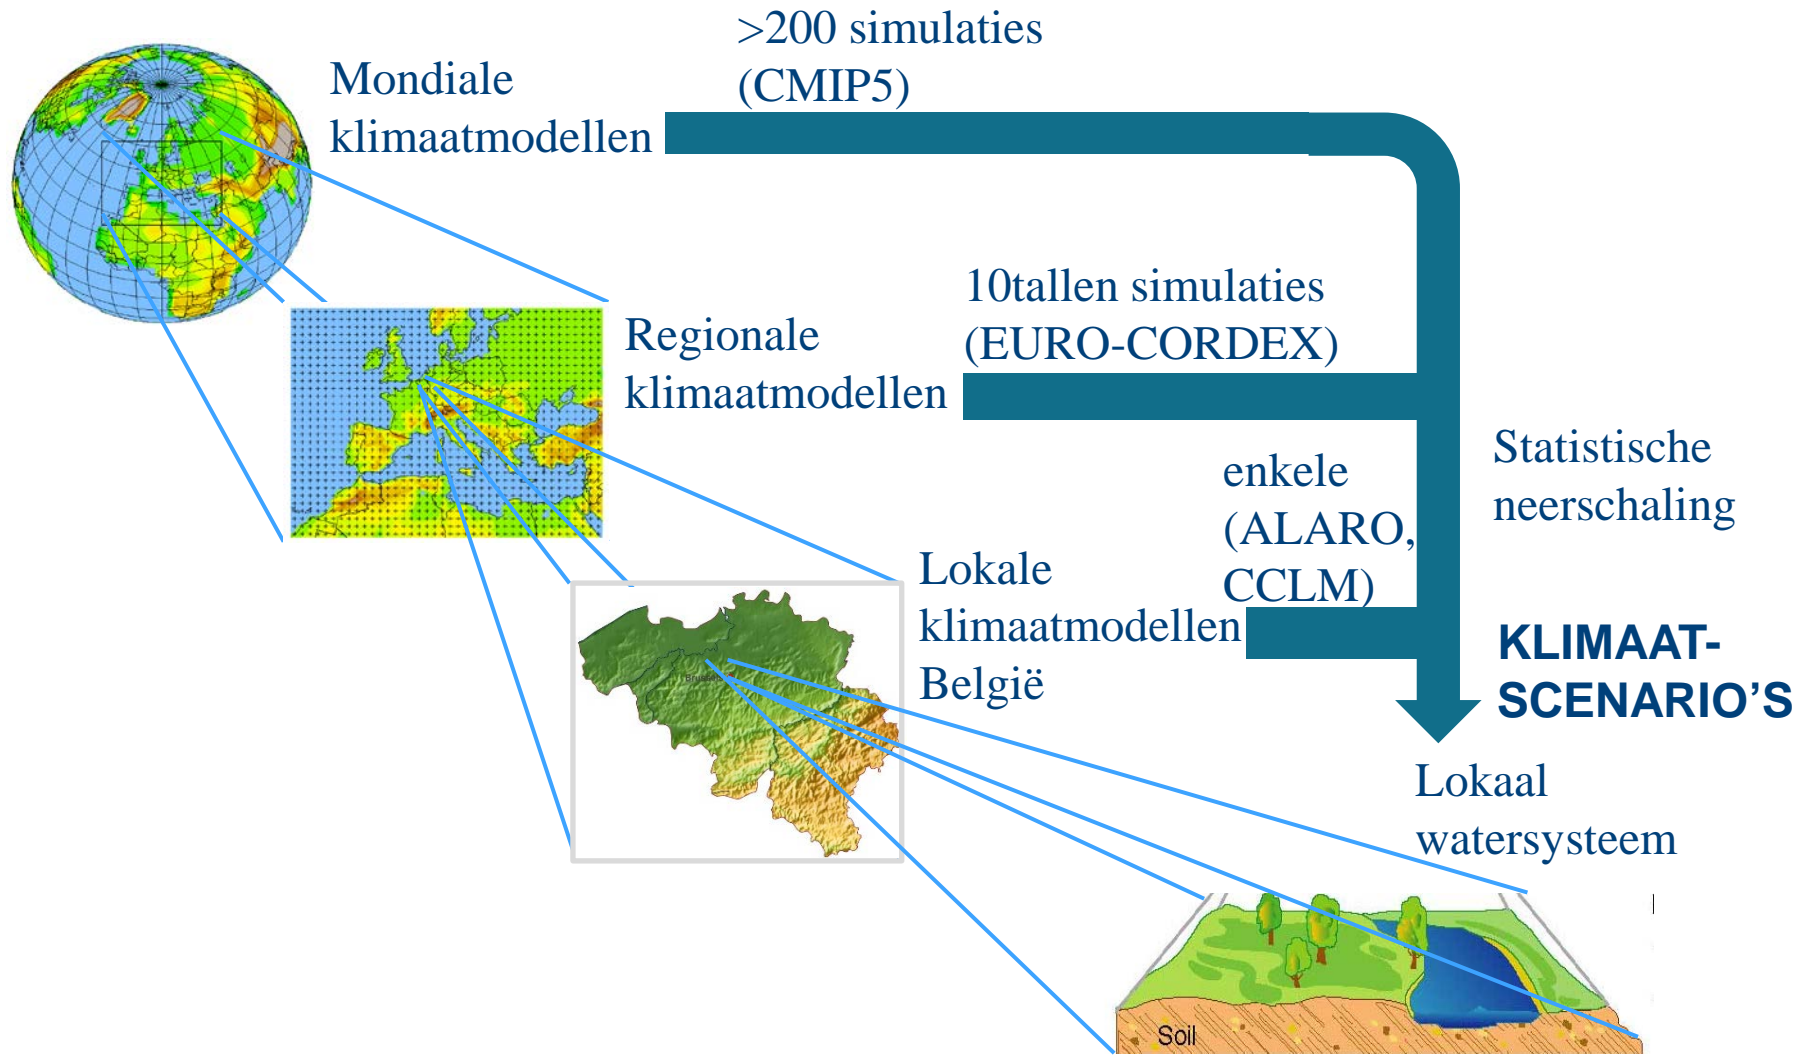 >200 simulaties
(CMIP5)
Mondiale
klimaatmodellen
10tallen simulaties
(EURO-CORDEX)
Regionale
klimaatmodellen
enkele
(ALARO,
CCLM)
Statistische
neerschaling
Lokale
klimaatmodellen
België
KLIMAAT-
SCENARIO’S
Lokaal
watersysteem
Soil